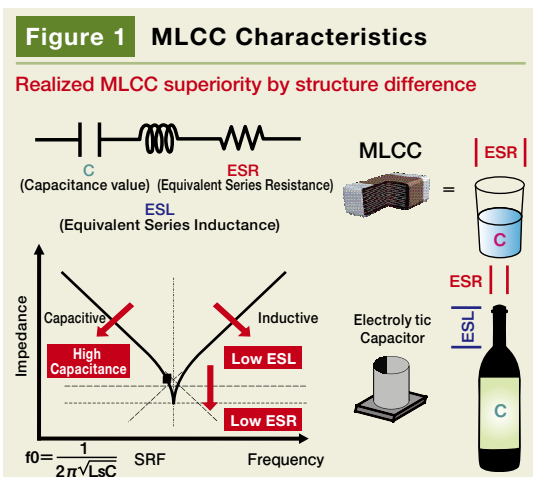 Figure 1 MLCC Characteristics
Realized MLCC superiority by structure difference
C
(Capacitance value)
ESR
(Equivalent Series Resistance)
ESL
(Equivalent Series Inductance)
MLCC
=
ESR
C
Impedance
Capacitive
Inductive
High
Capacitance
Low ESL
Low ESR
f0= 1/2π√LsC
SRF
Frequency
Electroly tic
Capacitor
ESR
ESL
C